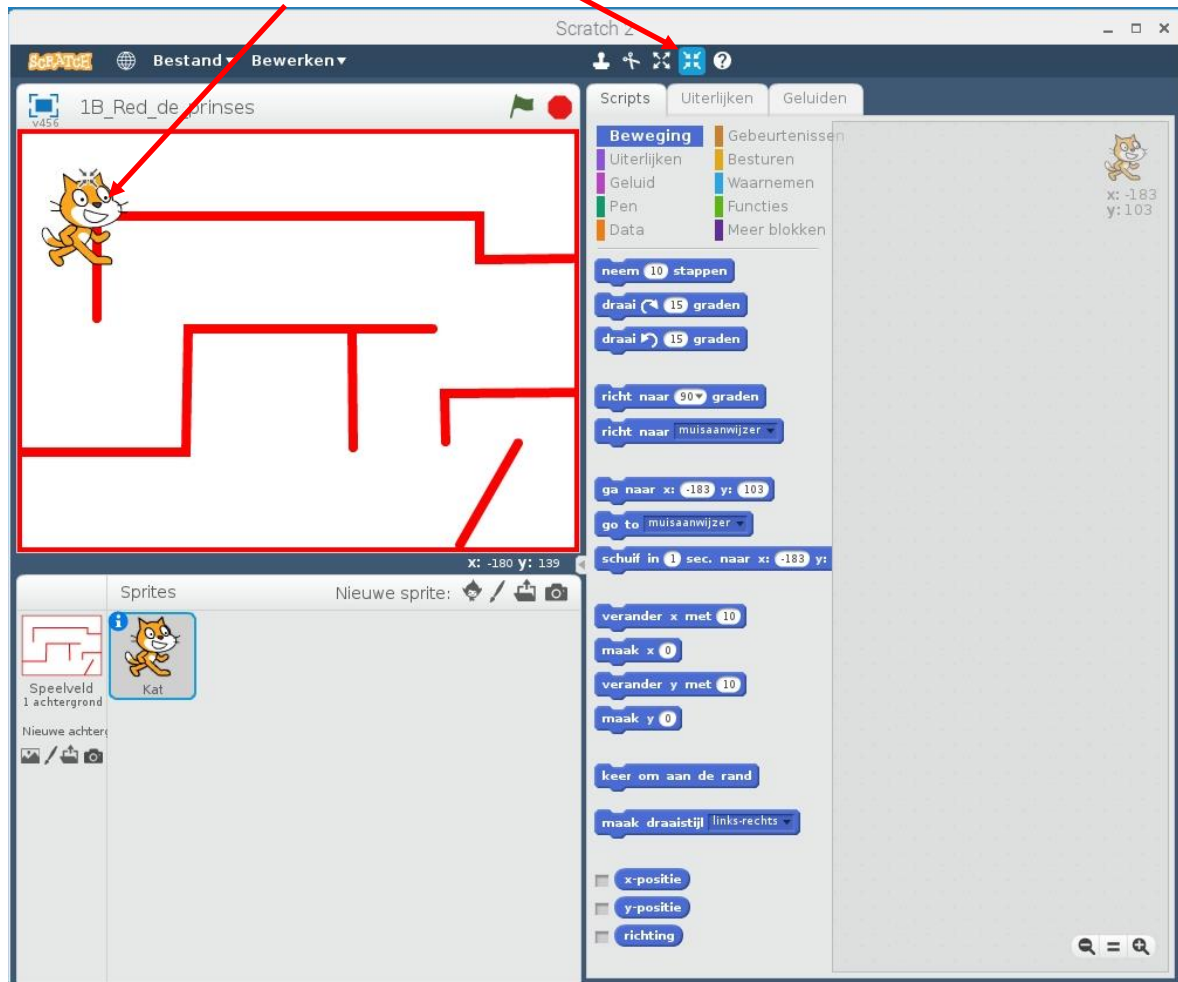 Scratch 2
SCRATCH Bestand Bewerken
v456
1B_Red_de_prinses
Scripts Uiterlijken Geluiden
Beweging Gebeurtenissen
Uiterlijken Besturen
Geluid Waarnemen
Pen Functies
Data Meer blokken
x: -183
y: 103
neem 10 stappen
draai 15 graden
draai 15 graden
richt naar 90 graden
richt naar muisaanwijzer
ga naar x: -183 y: 103
go to muisaanwijzer
schuif in 1 sec. naar x: -183 y:
verander x met 10
maak x 0
verander y met 10
maak y 0
keer om aan de rand
maak draaistijl links-rechts
x-positie
y-positie
richting
x: -180 y: 139
Sprites Nieuwe sprite:
Speelveld
1 achtergrond
Kat
Nieuwe achterg